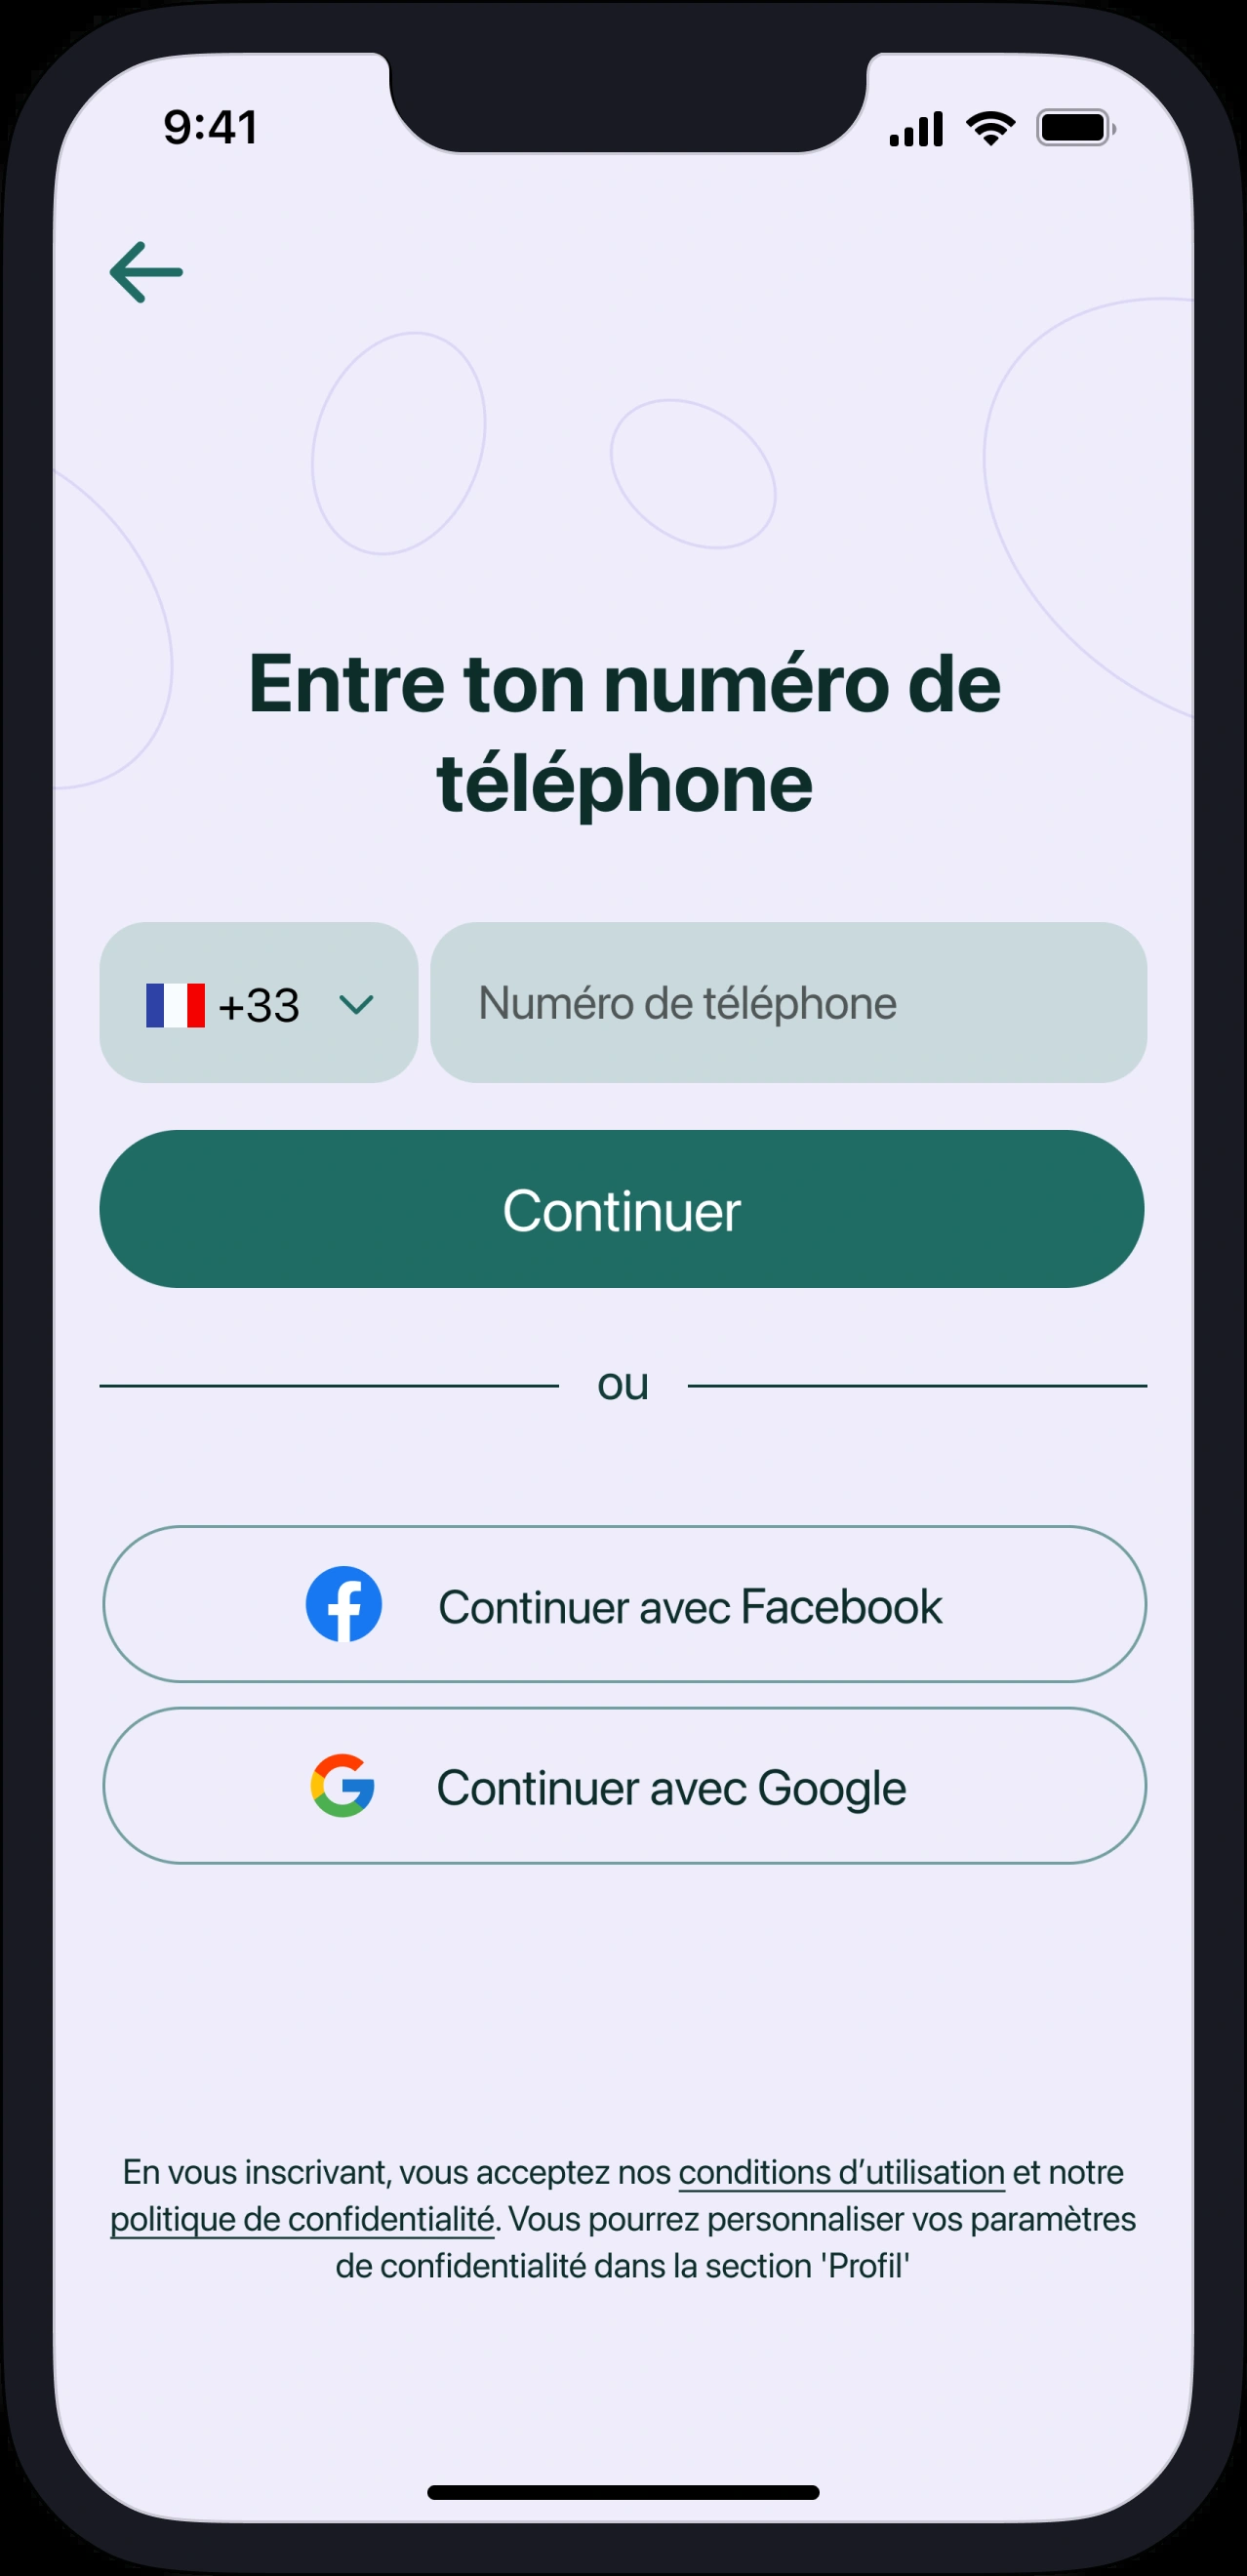 9:41
Entre ton numéro de
téléphone
+33
Numéro de téléphone
Continuer
ou
Continuer avec Facebook
Continuer avec Google
En vous inscrivant, vous acceptez nos conditions d’utilisation et notre
politique de confidentialité. Vous pourrez personnaliser vos paramètres
de confidentialité dans la section 'Profil'